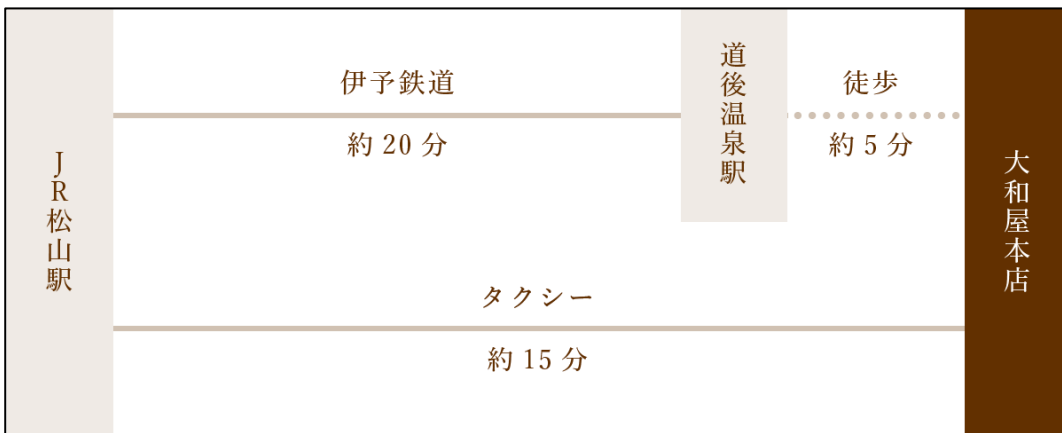 JR松山駅
伊予鉄道
約20分
道後温泉駅
徒歩
約5分
タクシー
約15分
大和屋本店